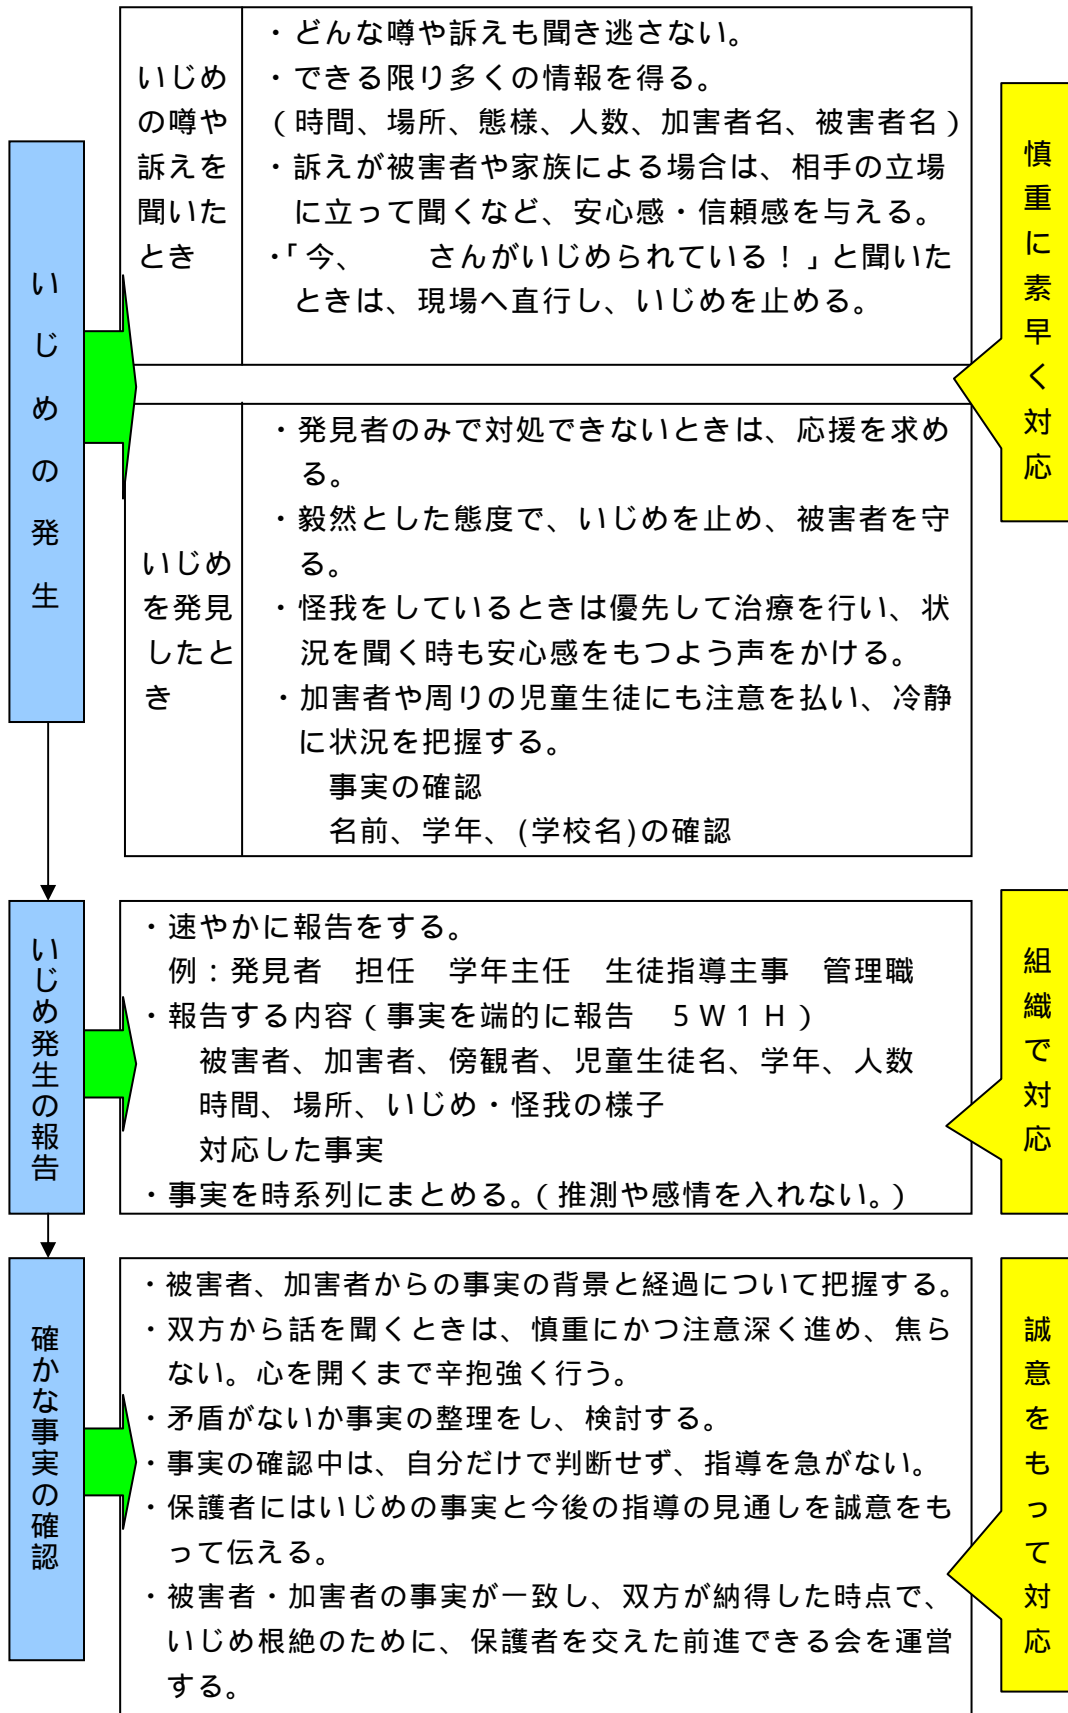 いじめの発生
いじめ
の噂や
訴えを
聞いた
とき
・どんな噂や訴えも聞き逃さない。
・できる限り多くの情報を得る。
（時間、場所、態様、人数、加害者名、被害者名）
・訴えが被害者や家族による場合は、相手の立場
に立って聞くなど、安心感・信頼感を与える。
・「今、　　さんがいじめられている！」と聞いた
ときは、現場へ直行し、いじめを止める。
慎重に素早く対応
いじめ
を発見
したと
き
・発見者のみで対処できないときは、応援を求め
る。
・毅然とした態度で、いじめを止め、被害者を守
る。
・怪我をしているときは優先して治療を行い、状
況を聞く時も安心感をもつよう声をかける。
・加害者や周りの児童生徒にも注意を払い、冷静
に状況を把握する。
事実の確認
名前、学年、(学校名)の確認
いじめ発生の報告
・速やかに報告をする。
例：発見者　担任　学年主任　生徒指導主事　管理職
・報告する内容（事実を端的に報告　５Ｗ１Ｈ）
被害者、加害者、傍観者、児童生徒名、学年、人数
時間、場所、いじめ・怪我の様子
対応した事実
・事実を時系列にまとめる。（推測や感情を入れない。）
組織で対応
確かな事実の確認
・被害者、加害者からの事実の背景と経過について把握する。
・双方から話を聞くときは、慎重にかつ注意深く進め、焦ら
ない。心を開くまで辛抱強く行う。
・矛盾がないか事実の整理をし、検討する。
・事実の確認中は、自分だけで判断せず、指導を急がない。
・保護者にはいじめの事実と今後の指導の見通しを誠意をも
って伝える。
・被害者・加害者の事実が一致し、双方が納得した時点で、
いじめ根絶のために、保護者を交えた前進できる会を運営
する。
誠意をもって対応